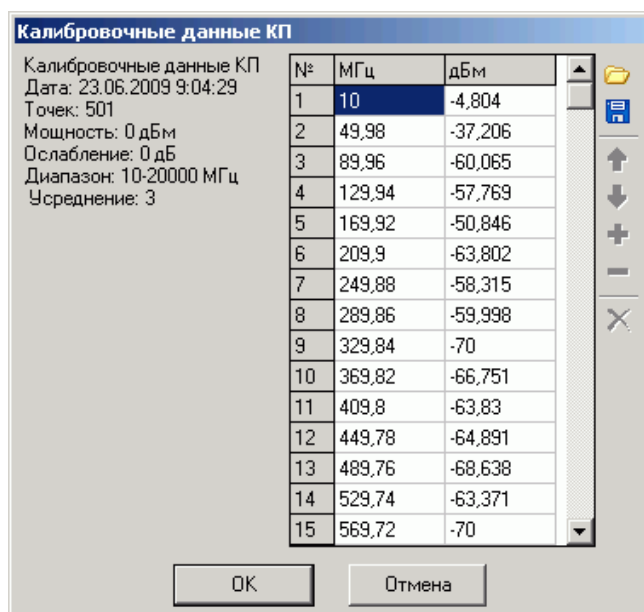 Калибровочные данные КП
Калибровочные данные КП
Дата: 23.06.2009 9:04:29
Точек: 501
Мощность: 0 дБм
Ослабление: 0 дБ
Диапазон: 10-20000 МГц
Усреднение: 3
№ МГц дБм
1 10 -4,804
2 49,98 -37,206
3 89,96 -60,065
4 129,94 -57,769
5 169,92 -50,846
6 209,9 -63,802
7 249,88 -58,315
8 289,86 -59,998
9 329,84 -70
10 369,82 -66,751
11 409,8 -63,83
12 449,78 -64,891
13 489,76 -68,638
14 529,74 -63,371
15 569,72 -70
OK Отмена